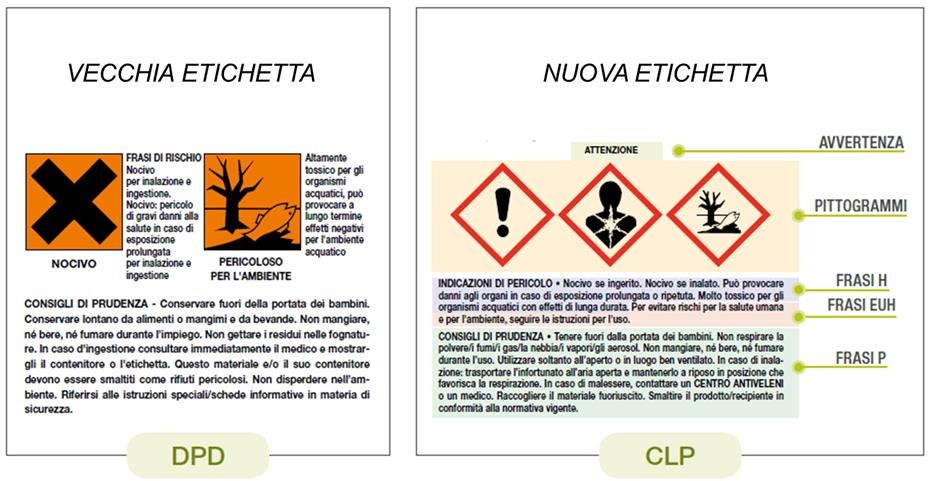 VECCHIA ETICHETTA
FRASI DI RISCHIO
Nocivo
per inalazione e
ingestione.
Nocivo: pericolo
di gravi danni alla
salute in caso di
esposizione
prolungata
per inalazione e
ingestione
NOCIVO
Altamente
tossico per gli
organismi
acquatici, può
provocare a
lungo termine
effetti negativi
per l'ambiente
acquatico
PERICOLOSO
PER L'AMBIENTE
CONSIGLI DI PRUDENZA - Conservare fuori della portata dei bambini.
Conservare lontano da alimenti o mangimi e da bevande. Non mangiare,
né bere, né fumare durante l'impiego. Non gettare i residui nelle fognatu-
re. In caso d'ingestione consultare immediatamente il medico e mostrar-
gli il contenitore o l'etichetta. Questo materiale e/o il suo contenitore
devono essere smaltiti come rifiuti pericolosi. Non disperdere nell'am-
biente. Riferirsi alle istruzioni speciali/schede informative in materia di
sicurezza.
DPD
NUOVA ETICHETTA
ATTENZIONE
AVVERTENZA
PITTOGRAMMI
INDICAZIONI DI PERICOLO • Nocivo se ingerito. Nocivo se inalato. Può provocare
danni agli organi in caso di esposizione prolungata o ripetuta. Molto tossico per gli
organismi acquatici con effetti di lunga durata. Per evitare rischi per la salute umana
e per l'ambiente, seguire le istruzioni per l'uso.
FRASI H
FRASI EUH
CONSIGLI DI PRUDENZA • Tenere fuori dalla portata dei bambini. Non respirare la
polvere/i fumi/i gas/la nebbia/i vapori/gli aerosol. Non mangiare, né bere, né fumare
durante l'uso. Utilizzare soltanto all'aperto o in luogo ben ventilato. In caso di inala-
zione: trasportare l'infortunato all'aria aperta e mantenerlo a riposo in posizione che
favorisca la respirazione. In caso di malessere, contattare un CENTRO ANTIVELENI
o un medico. Raccogliere il materiale fuoriuscito. Smaltire il prodotto/recipiente in
conformità alla normativa vigente.
FRASI P
CLP